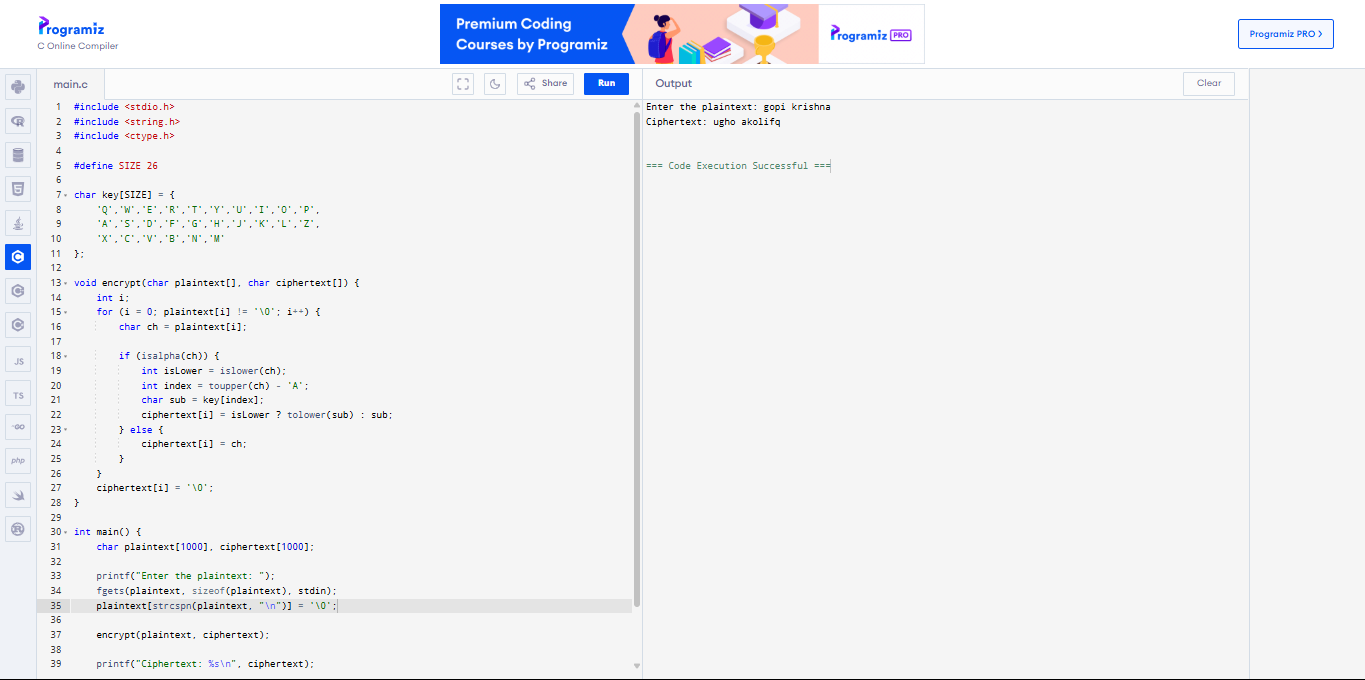 Programiz
C Online Compiler
Premium Coding
Courses by Programiz
Programiz PRO
Programiz PRO >
main.c
Share
Run
Output
Clear
1 #include <stdio.h>
2 #include <string.h>
3 #include <ctype.h>
4
5 #define SIZE 26
6
7 char key[SIZE] = {
8 'Q','W','E','R','T','Y','U','I','O','P',
9 'A','S','D','F','G','H','J','K','L','Z',
10 'X','C','V','B','N','M'
11 };
12
13 void encrypt(char plaintext[], char ciphertext[]) {
14 int i;
15 for (i = 0; plaintext[i] != '\0'; i++) {
16 char ch = plaintext[i];
17
18 if (isalpha(ch)) {
19 int isLower = islower(ch);
20 int index = toupper(ch) - 'A';
21 char sub = key[index];
22 ciphertext[i] = isLower ? tolower(sub) : sub;
23 } else {
24 ciphertext[i] = ch;
25 }
26 }
27 ciphertext[i] = '\0';
28 }
29
30 int main() {
31 char plaintext[1000], ciphertext[1000];
32
33 printf("Enter the plaintext: ");
34 fgets(plaintext, sizeof(plaintext), stdin);
35 plaintext[strcspn(plaintext, "\n")] = '\0';
36
37 encrypt(plaintext, ciphertext);
38
39 printf("Ciphertext: %s\n", ciphertext);
Enter the plaintext: gopi krishna
Ciphertext: ugho akolifq
=== Code Execution Successful ===
JS
TS
GO
php